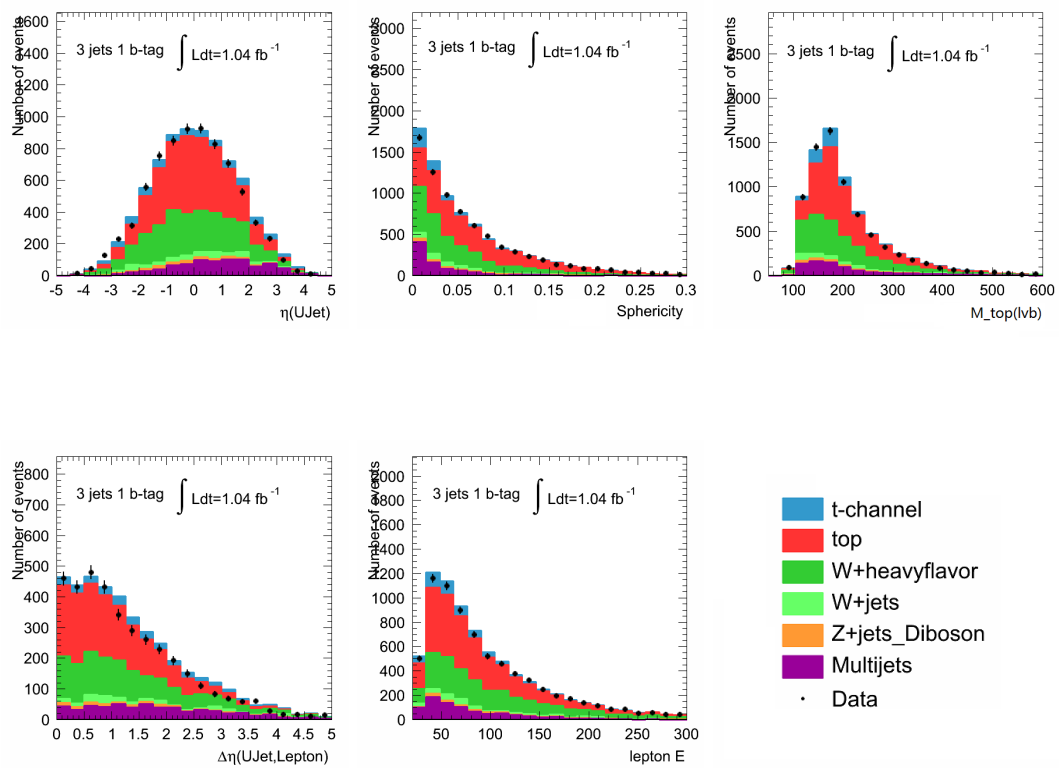 Number of events
3 jets 1 b-tag ∫ Ldt=1.04 fb -1
1600
1400
1200
1000
800
600
400
200
0
-5 -4 -3 -2 -1 0 1 2 3 4 5
η(UJet)
Number of events
3 jets 1 b-tag ∫ Ldt=1.04 fb -1
3000
2500
2000
1500
1000
500
0
0 0.05 0.1 0.15 0.2 0.25 0.3
Sphericity
Number of events
3 jets 1 b-tag ∫ Ldt=1.04 fb -1
2500
2000
1500
1000
500
0
100 200 300 400 500 600
M_top(lvb)
Number of events
3 jets 1 b-tag ∫ Ldt=1.04 fb -1
800
700
600
500
400
300
200
100
0
0 0.5 1 1.5 2 2.5 3 3.5 4 4.5 5
Δη(UJet,Lepton)
Number of events
3 jets 1 b-tag ∫ Ldt=1.04 fb -1
2000
1800
1600
1400
1200
1000
800
600
400
200
0
50 100 150 200 250 300
lepton E
t-channel
top
W+heavyflavor
W+jets
Z+jets_Diboson
Multijets
Data